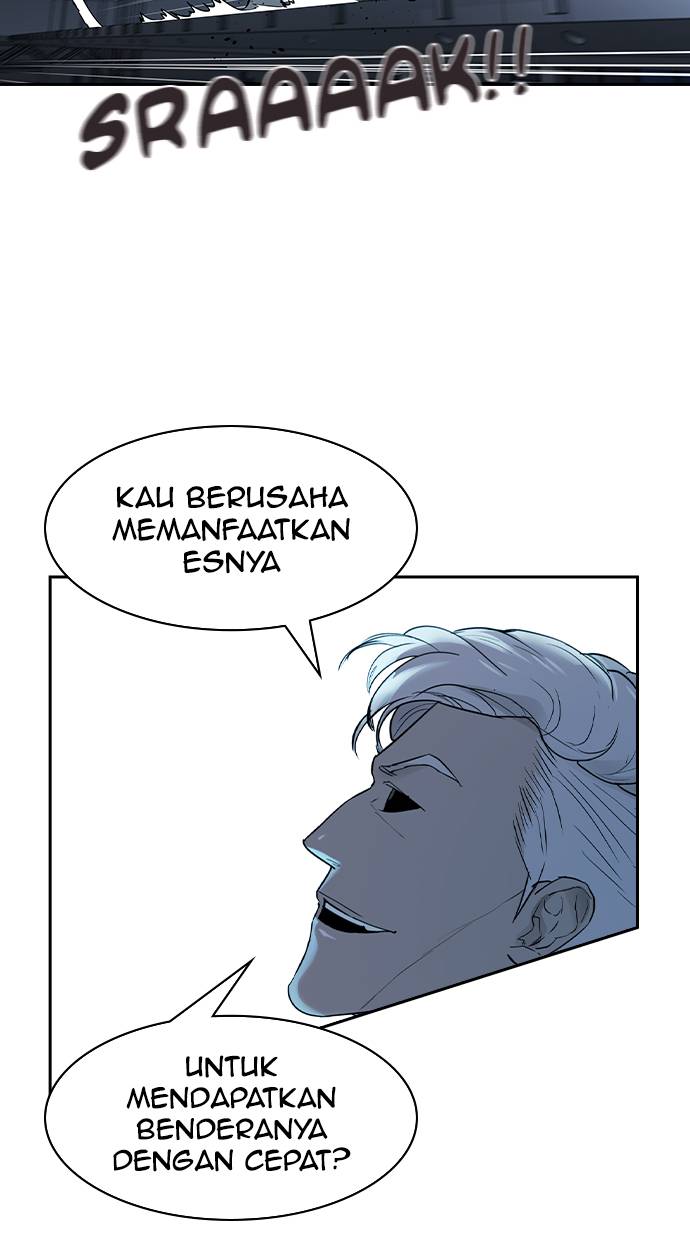 SRAAAAK!!
KAU BERUSAHA
MEMANFAATKAN
ESNYA
UNTUK
MENDAPATKAN
BENDERANYA
DENGAN CEPAT?